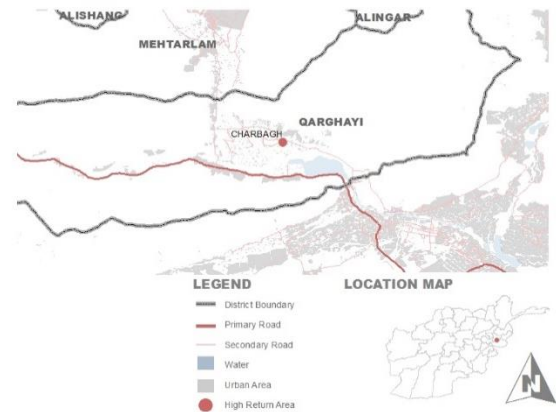 ALISHANG
ALINGAR
MEHTARLAM
QARGHAYI
CHARBAGH
LEGEND
District Boundary
Primary Road
Secondary Road
Water
Urban Area
High Return Area
LOCATION MAP
N